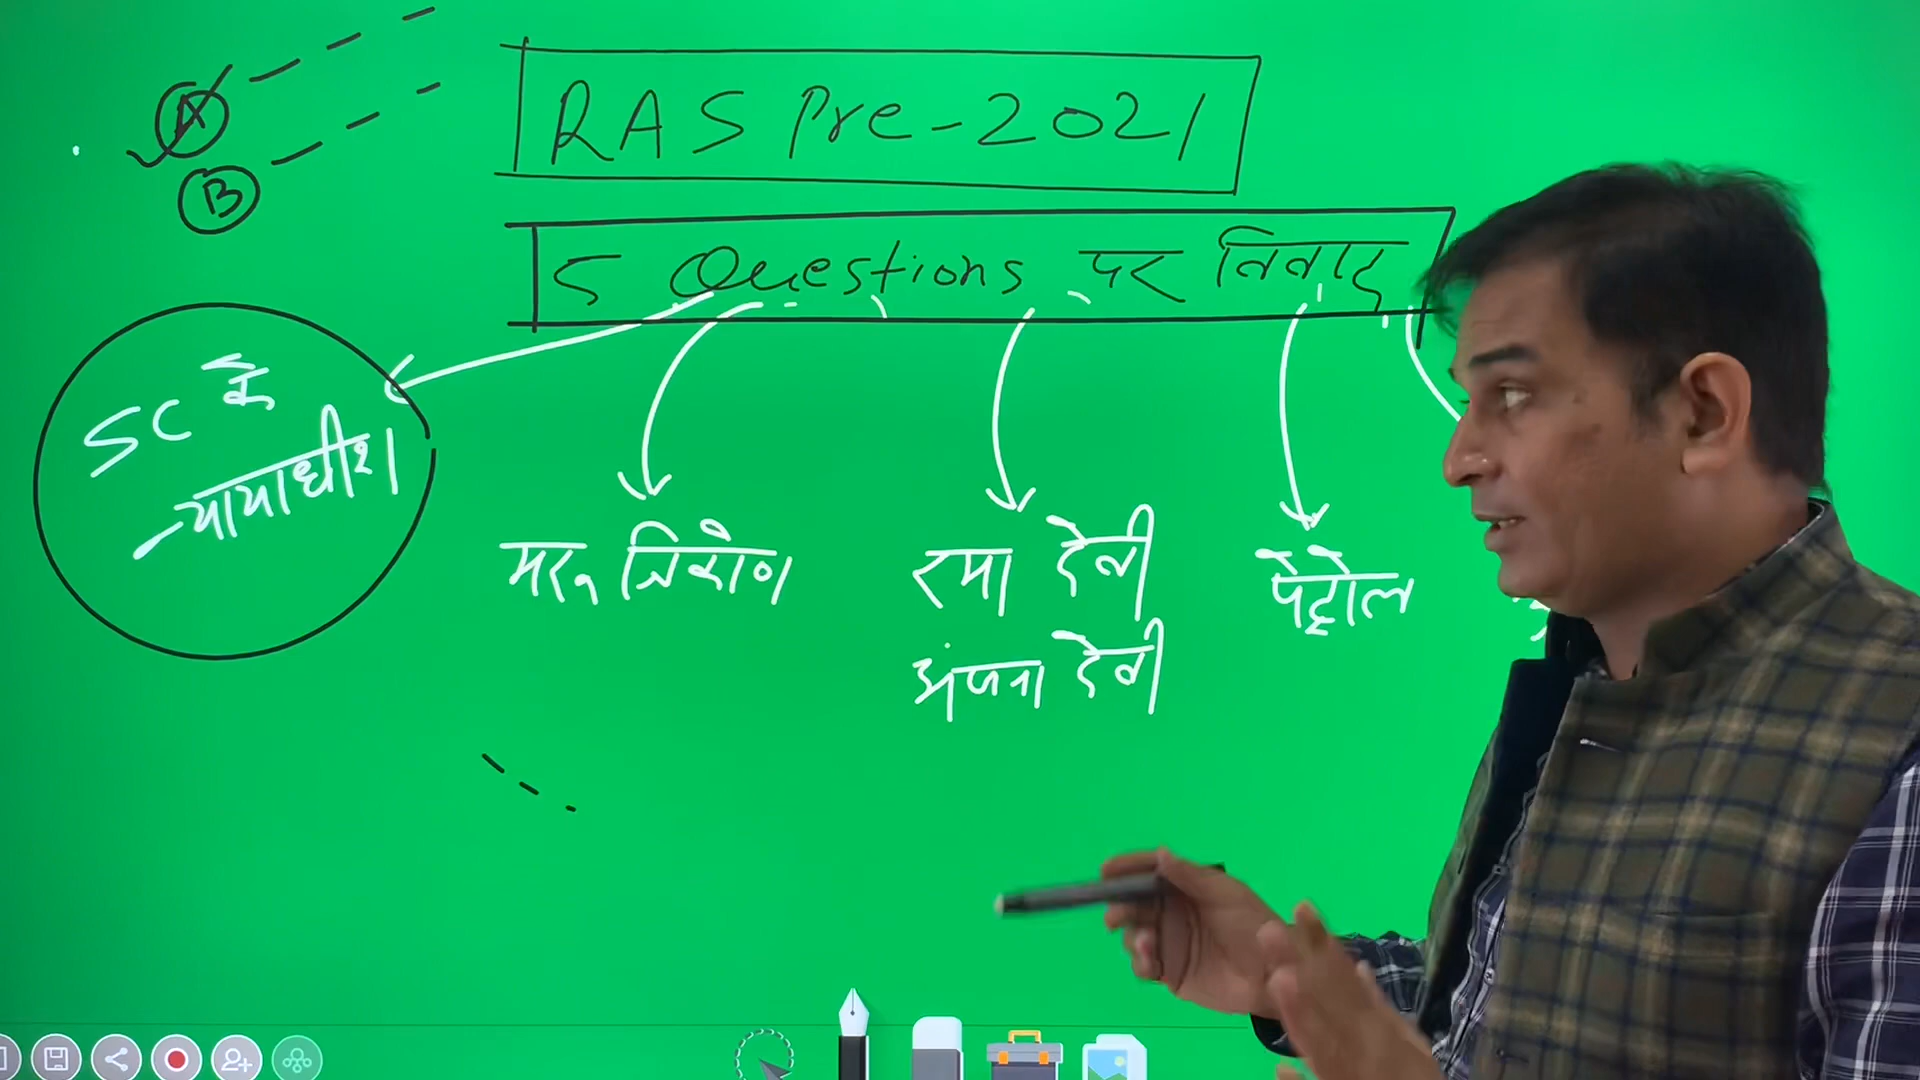 A
B
RAS Pre-2021
5 Questions पर विवाद
SC के
न्यायाधीश
मरु त्रिकोण
रमा देवी
अंजना देवी
पेट्रोल